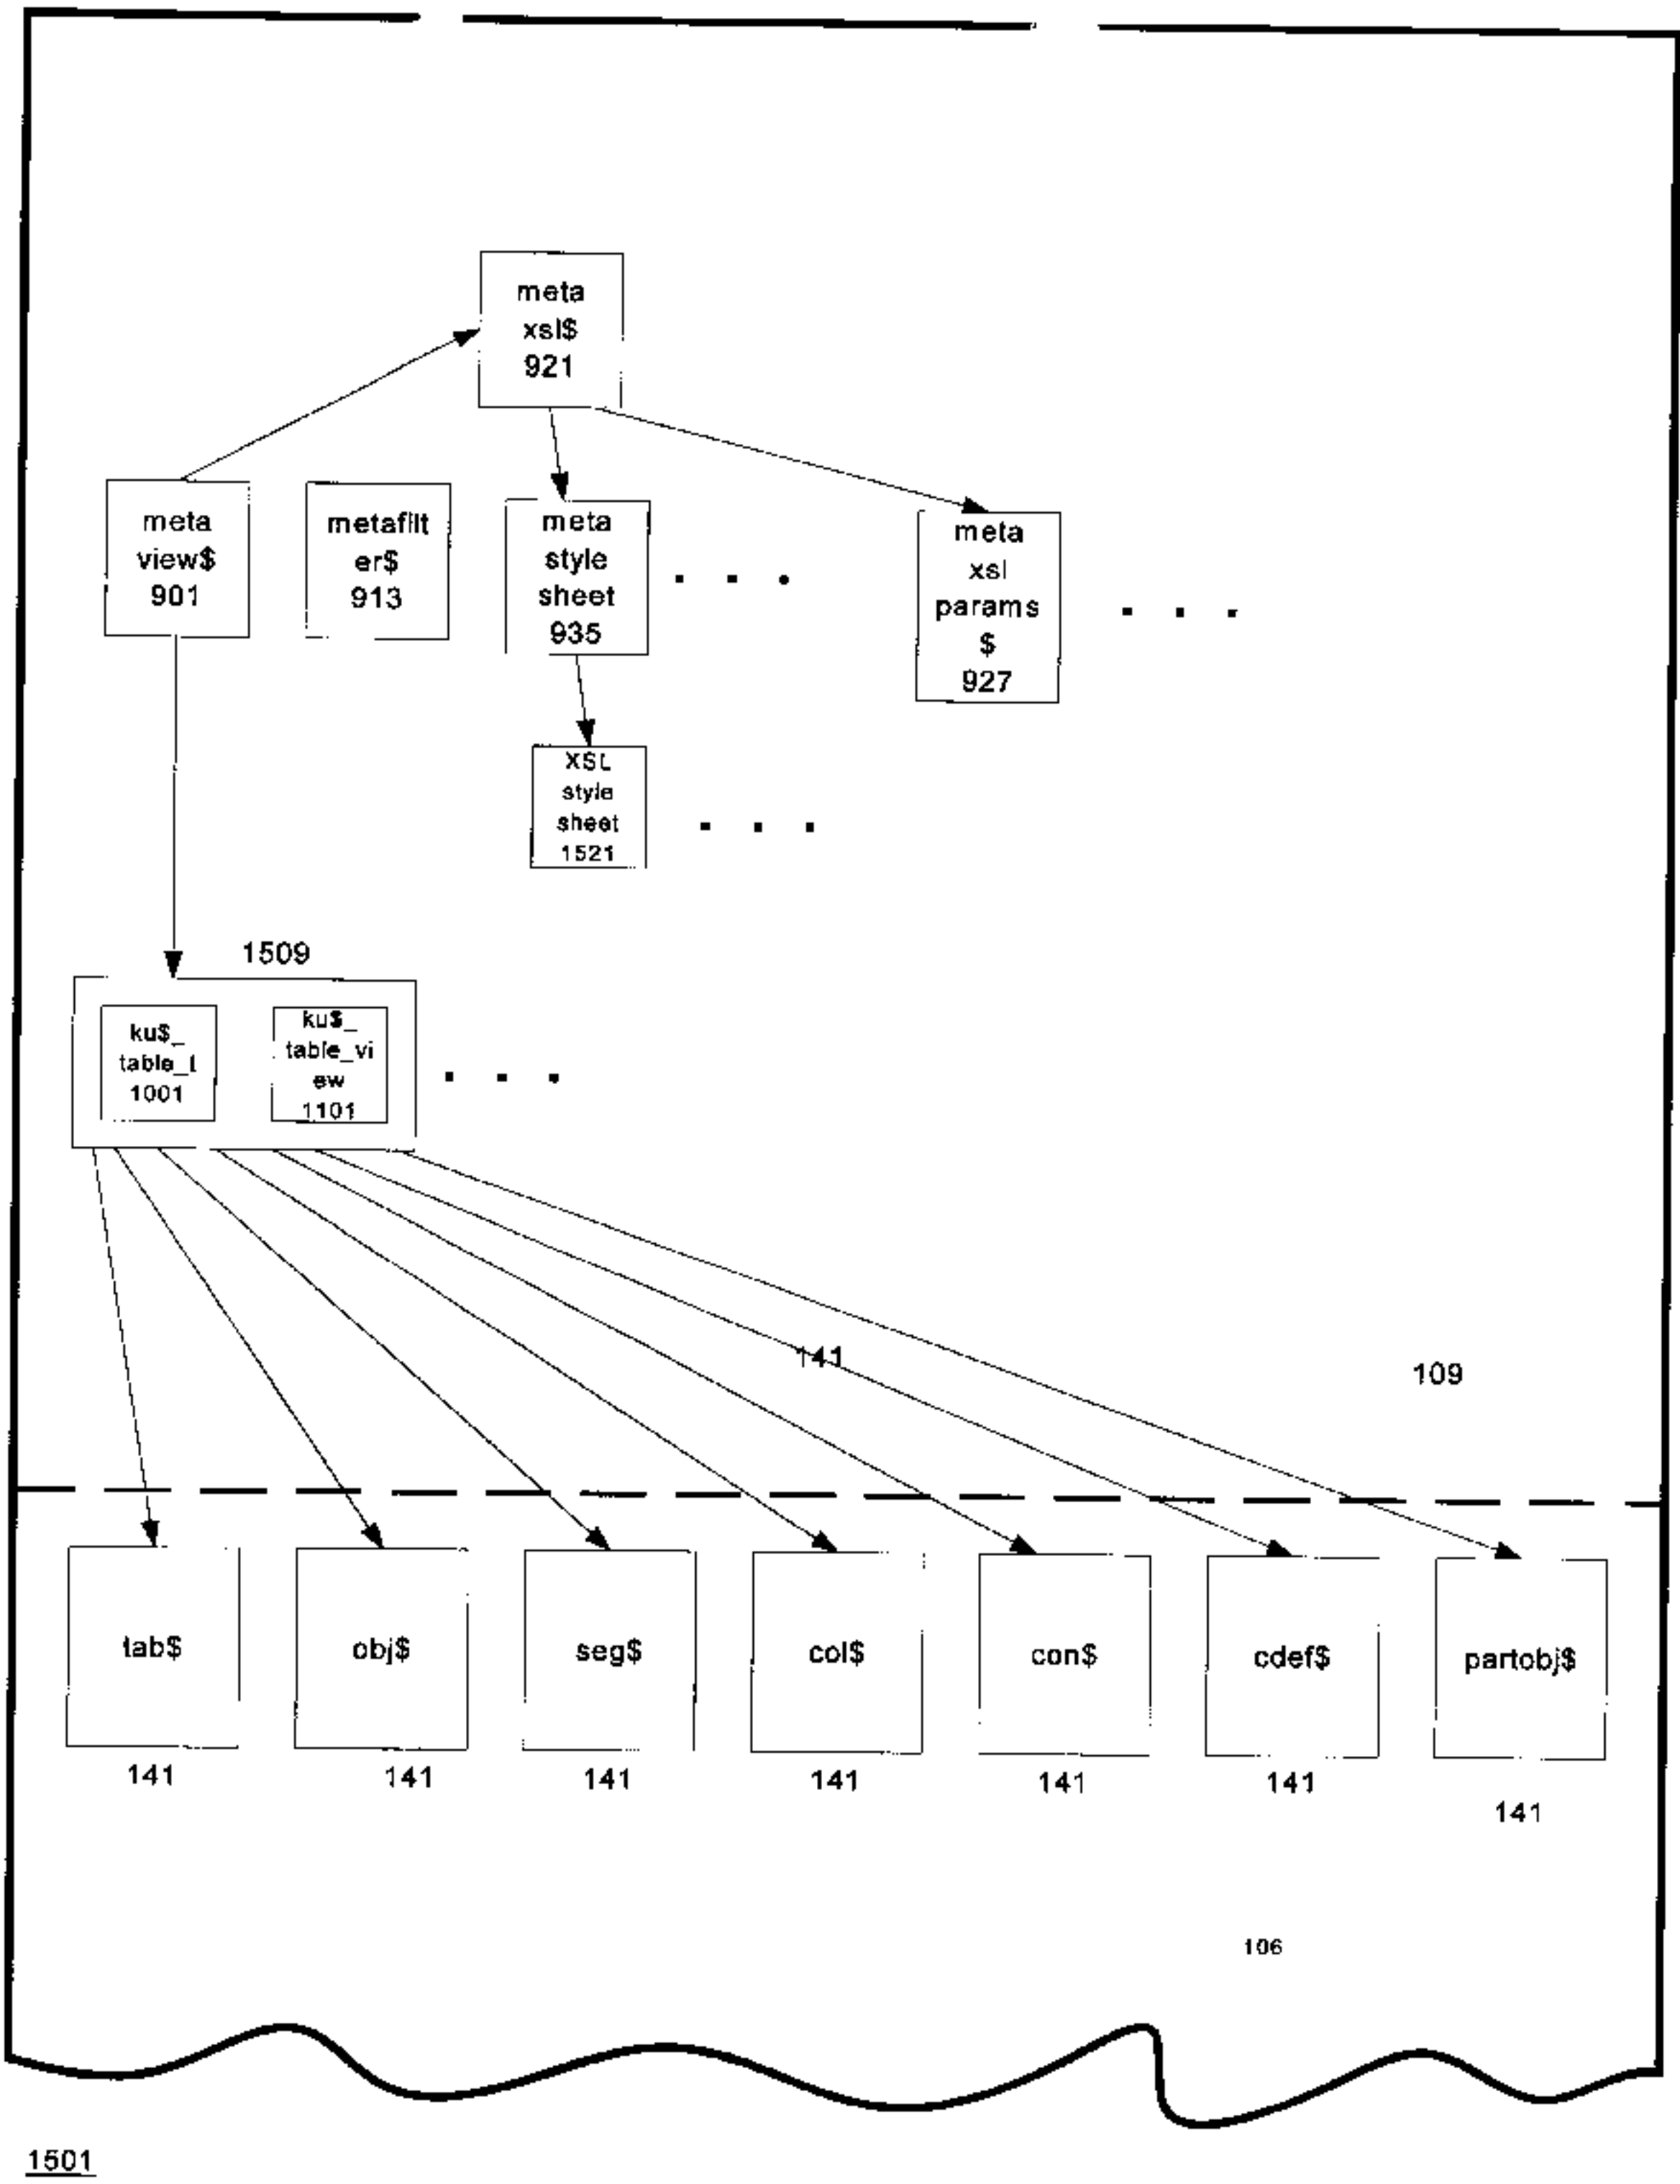 meta
xsl$
921
meta
view$
901
metafilt
er$
913
meta
style
sheet
935
. . .
meta
xsl
params
$
927
. . .
XSL
style
sheet
1521
. . .
1509
ku$_
table_t
1001
ku$_
table_vi
ew
1101
. . .
141
109
tab$
obj$
seg$
col$
con$
cdef$
partobj$
141
141
141
141
141
141
141
106
1501